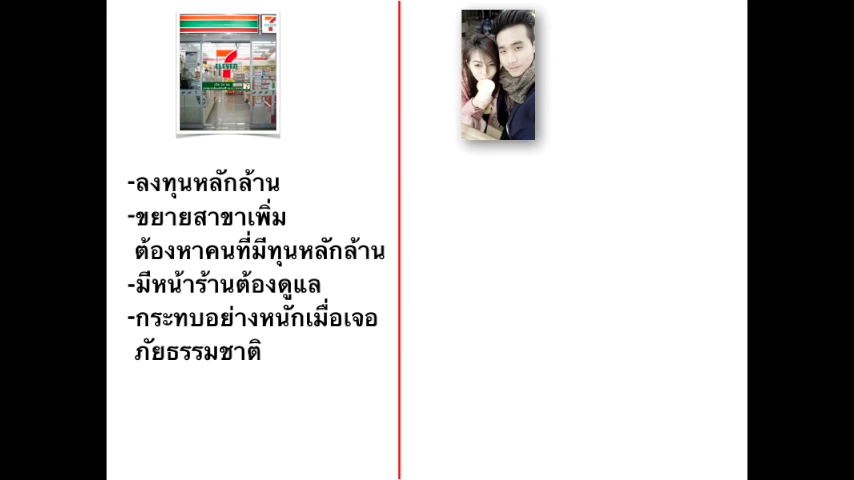 7
ELEVEN
-ลงทุนหลักล้าน
-ขยายสาขาเพิ่ม
ต้องหาคนที่มีทุนหลักล้าน
-มีหน้าร้านต้องดูแล
-กระทบอย่างหนักเมื่อเจอ
ภัยธรรมชาติ